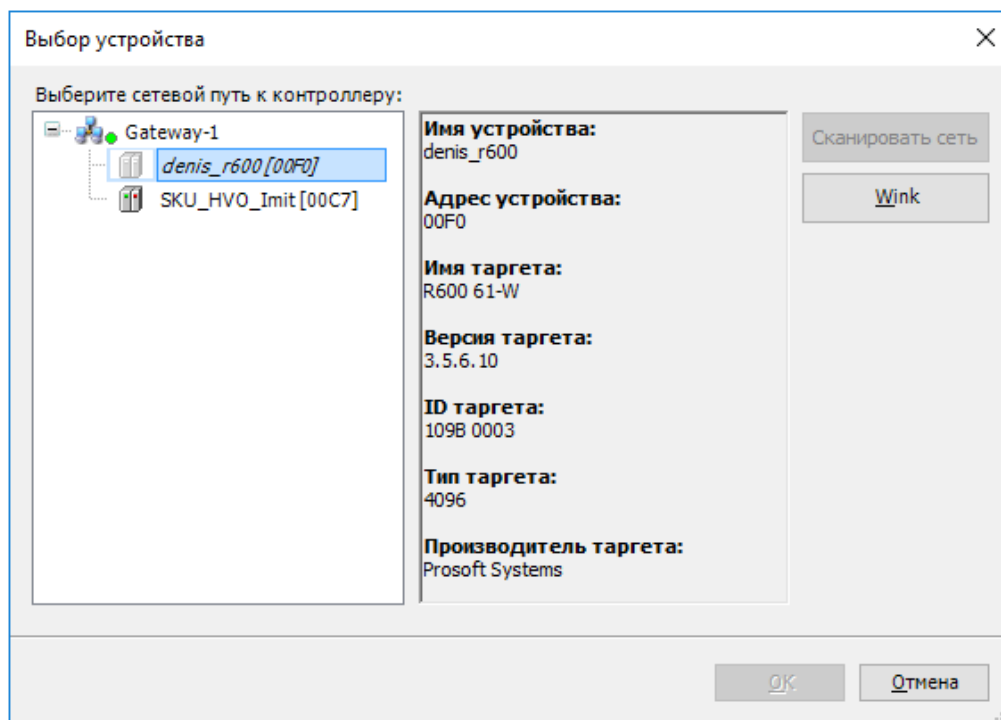 Выбор устройства
Выберите сетевой путь к контроллеру:
Gateway-1
denis_r600 [00F0]
SKU_HVO_Imit [00C7]
Имя устройства:
denis_r600
Адрес устройства:
00F0
Имя таргета:
R600 61-W
Версия таргета:
3.5.6.10
ID таргета:
109B 0003
Тип таргета:
4096
Производитель таргета:
Prosoft Systems
Сканировать сеть
Wink
OK
Отмена